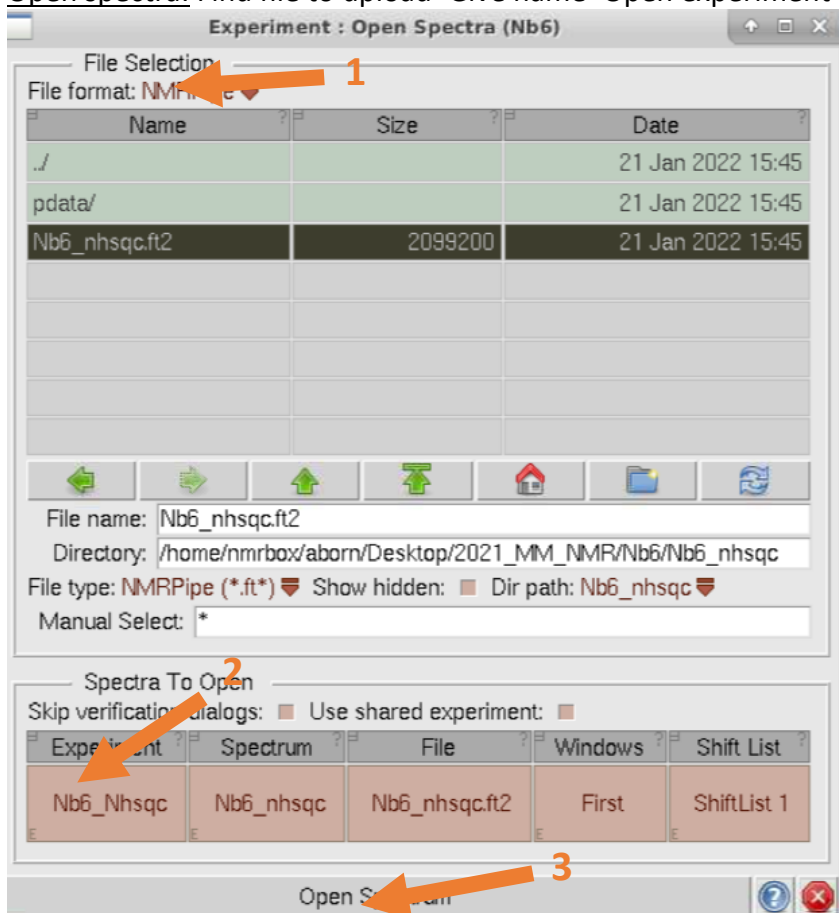 Open spectra: Find file to upload- Give name- Open experiment
Experiment : Open Spectra (Nb6)
File Selection
1
File format: NMRPipe
Name ? Size ? Date ?
../ 21 Jan 2022 15:45
pdata/ 21 Jan 2022 15:45
Nb6_nhsqc.ft2 2099200 21 Jan 2022 15:45
File name: Nb6_nhsqc.ft2
Directory: /home/nmrbox/aborn/Desktop/2021_MM_NMR/Nb6/Nb6_nhsqc
File type: NMRPipe (*.ft*) Show hidden: Dir path: Nb6_nhsqc
Manual Select: *
2
Spectra To Open
Skip verification dialogs: Use shared experiment:
Experiment ? Spectrum ? File ? Windows ? Shift List ?
Nb6_Nhsqc Nb6_nhsqc Nb6_nhsqc.ft2 First ShiftList 1
E E E E
3
Open Spectrum ?